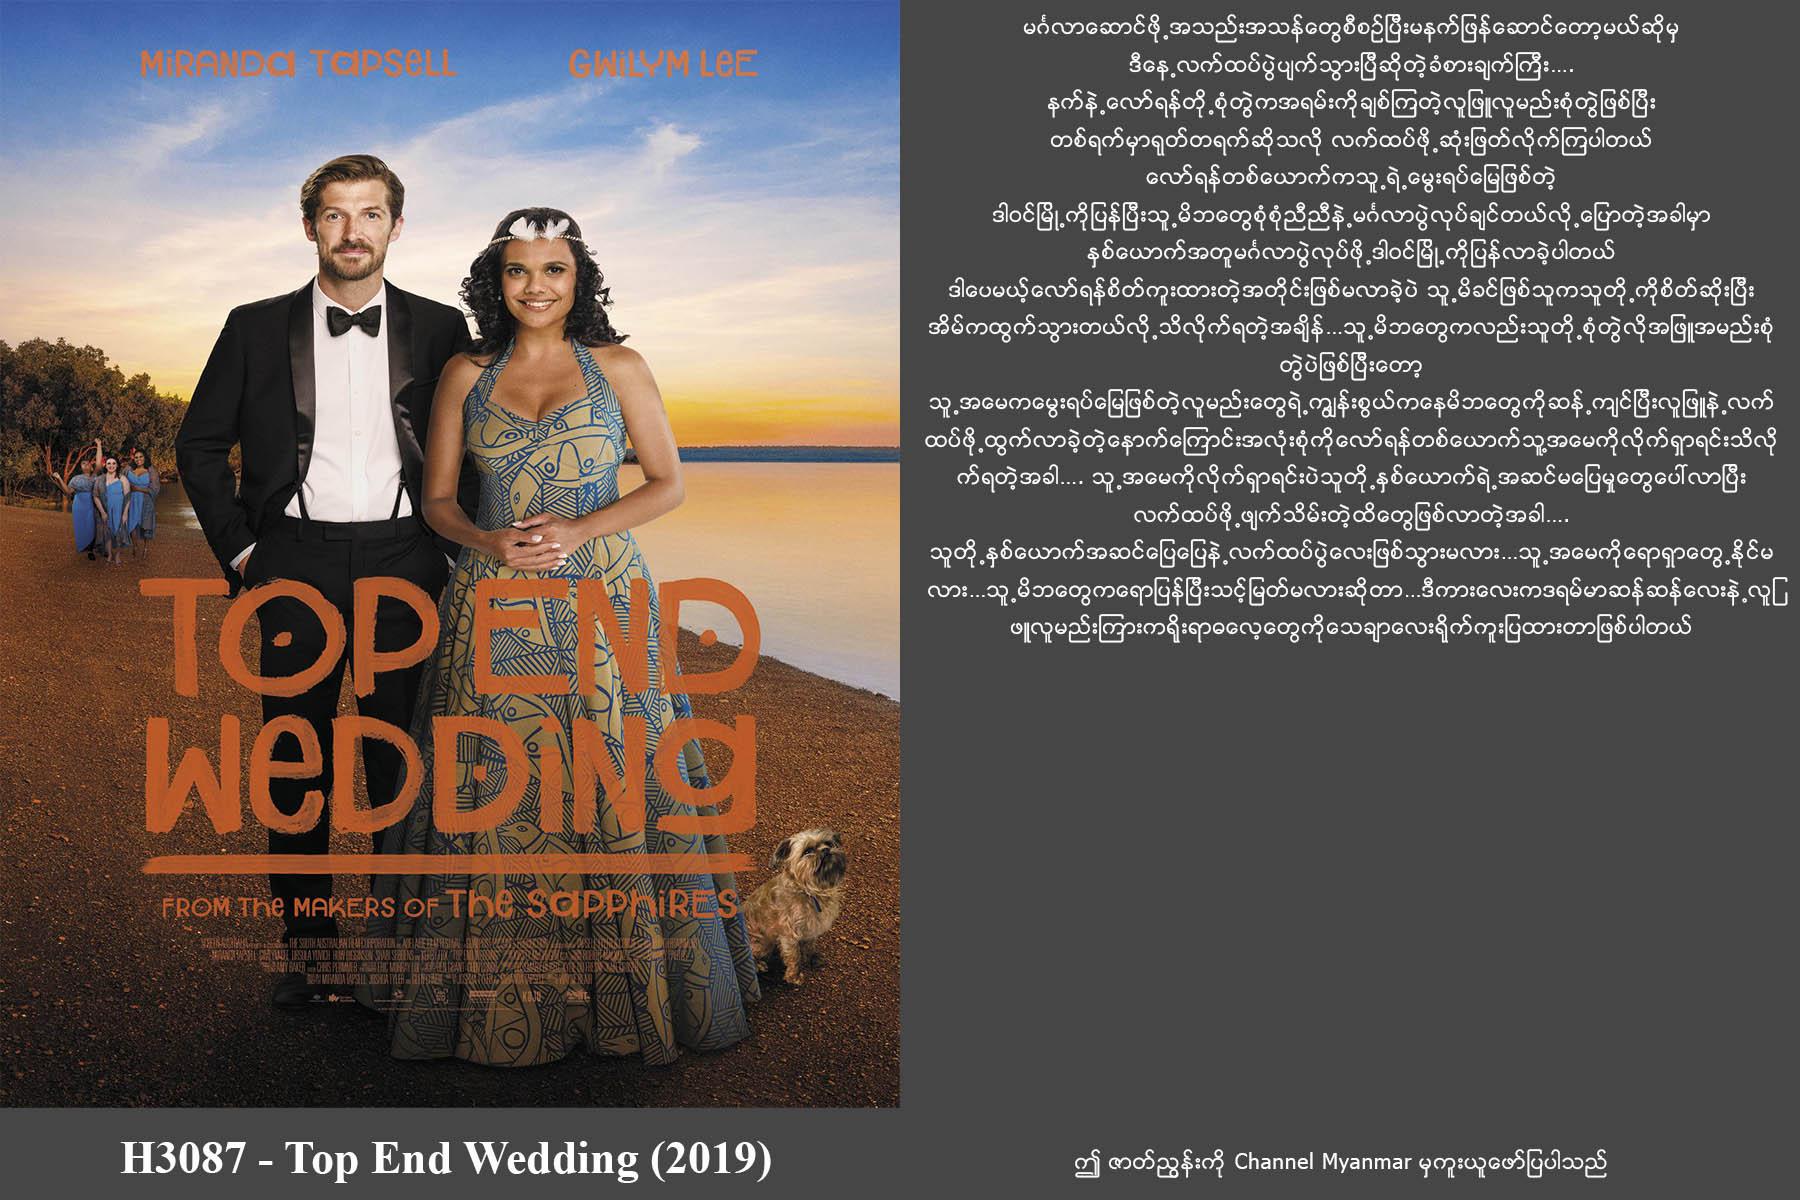 MiRANDa TaPSeLL
GWiLYM LeE
TOP END
WeDDiNg
FROM The MAKERS OF The SaPPhiRES
H3087 - Top End Wedding (2019)
မင်္ဂလာဆောင်ဖို့အသည်းအသန်တွေစီစဉ်ပြီးမနက်ဖြန်ဆောင်တော့မယ်ဆိုမှ
ဒီနေ့လက်ထပ်ပွဲပျက်သွားပြီဆိုတဲ့ခံစားချက်ကြီး....
နက်နဲ့လော်ရန်တို့စုံတွဲကအရမ်းကိုချစ်ကြတဲ့လူဖြူလူမည်းစုံတွဲဖြစ်ပြီး
တစ်ရက်မှာရုတ်တရက်ဆိုသလို လက်ထပ်ဖို့ဆုံးဖြတ်လိုက်ကြပါတယ်
လော်ရန်တစ်ယောက်ကသူ့ရဲ့မွေးရပ်မြေဖြစ်တဲ့
ဒါဝင်မြို့ကိုပြန်ပြီးသူ့မိဘတွေစုံစုံညီညီနဲ့မင်္ဂလာပွဲလုပ်ချင်တယ်လို့ပြောတဲ့အခါမှာ
နှစ်ယောက်အတူမင်္ဂလာပွဲလုပ်ဖို့ဒါဝင်မြို့ကိုပြန်လာခဲ့ပါတယ်
ဒါပေမယ့်လော်ရန်စိတ်ကူးထားတဲ့အတိုင်းဖြစ်မလာခဲ့ပဲ သူ့မိခင်ဖြစ်သူကသူတို့ကိုစိတ်ဆိုးပြီး
အိမ်ကထွက်သွားတယ်လို့သိလိုက်ရတဲ့အချိန်...သူ့မိဘတွေကလည်းသူတို့စုံတွဲလိုအဖြူအမည်းစုံ
တွဲပဲဖြစ်ပြီးတော့
သူ့အမေကမွေးရပ်မြေဖြစ်တဲ့လူမည်းတွေရဲ့ကျွန်းစွယ်ကနေမိဘတွေကိုဆန့်ကျင်ပြီးလူဖြူနဲ့လက်
ထပ်ဖို့ထွက်လာခဲ့တဲ့နောက်ကြောင်းအလုံးစုံကိုလော်ရန်တစ်ယောက်သူ့အမေကိုလိုက်ရှာရင်းသိလို
က်ရတဲ့အခါ.... သူ့အမေကိုလိုက်ရှာရင်းပဲသူတို့နှစ်ယောက်ရဲ့အဆင်မပြေမှုတွေပေါ်လာပြီး
လက်ထပ်ဖို့ဖျက်သိမ်းတဲ့ထိတွေဖြစ်လာတဲ့အခါ....
သူတို့နှစ်ယောက်အဆင်ပြေပြေနဲ့လက်ထပ်ပွဲလေးဖြစ်သွားမလား...သူ့အမေကိုရောရှာတွေ့နိုင်မ
လား...သူ့မိဘတွေကရောပြန်ပြီးသင့်မြတ်မလားဆိုတာ...ဒီကားလေးကဒရမ်မာဆန်ဆန်လေးနဲ့လူြ
ဖူလူမည်းကြားကရိုးရာဓလေ့တွေကိုသေချာလေးရိုက်ကူးပြထားတာဖြစ်ပါတယ်
ဤ ဇာတ်ညွှန်းကို Channel Myanmar မှကူးယူဖော်ပြပါသည်